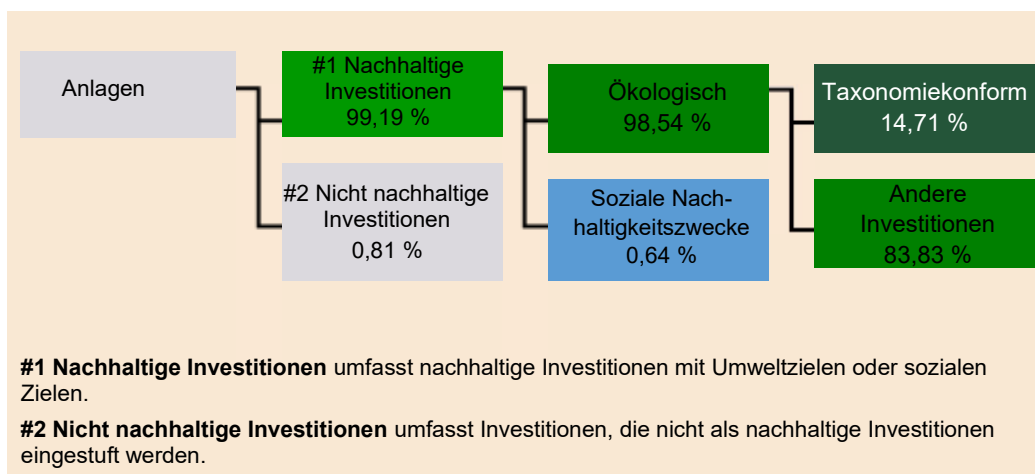 Anlagen
#1 Nachhaltige
Investitionen
99,19 %
#2 Nicht nachhaltige
Investitionen
0,81 %
Ökologisch
98,54 %
Soziale Nach-
haltigkeitszwecke
0,64 %
Taxonomiekonform
14,71 %
Andere
Investitionen
83,83 %
#1 Nachhaltige Investitionen umfasst nachhaltige Investitionen mit Umweltzielen oder sozialen
Zielen.
#2 Nicht nachhaltige Investitionen umfasst Investitionen, die nicht als nachhaltige Investitionen
eingestuft werden.